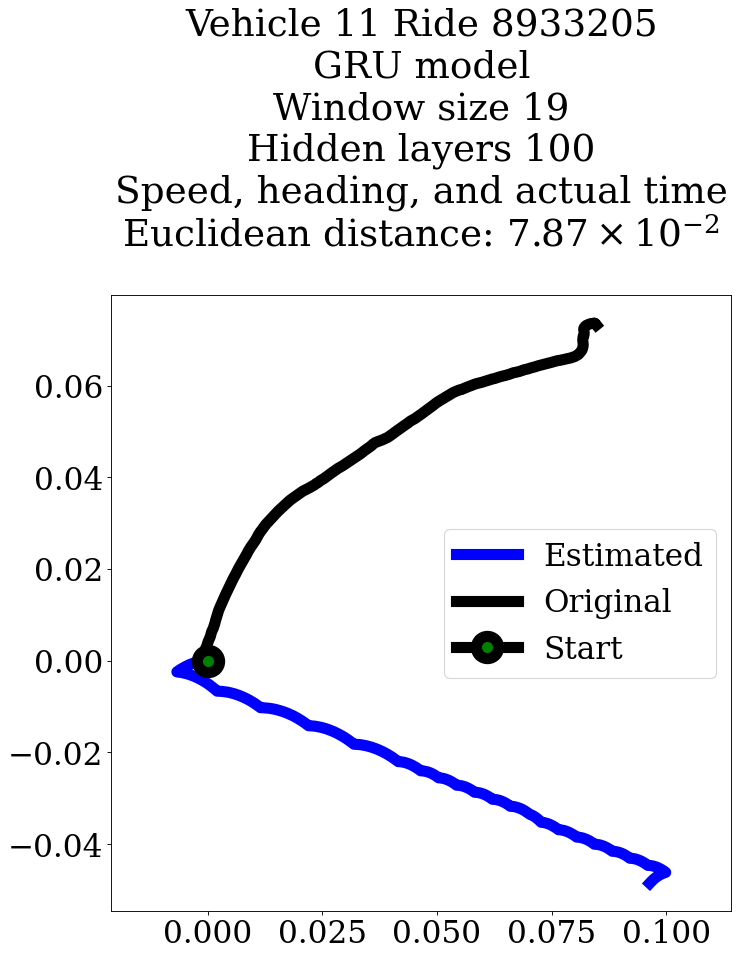 Vehicle 11 Ride 8933205
GRU model
Window size 19
Hidden layers 100
Speed, heading, and actual time
Euclidean distance: 7.87 × 10⁻²
0.06
0.04
0.02
0.00
−0.02
−0.04
Estimated
Original
Start
0.000 0.025 0.050 0.075 0.100